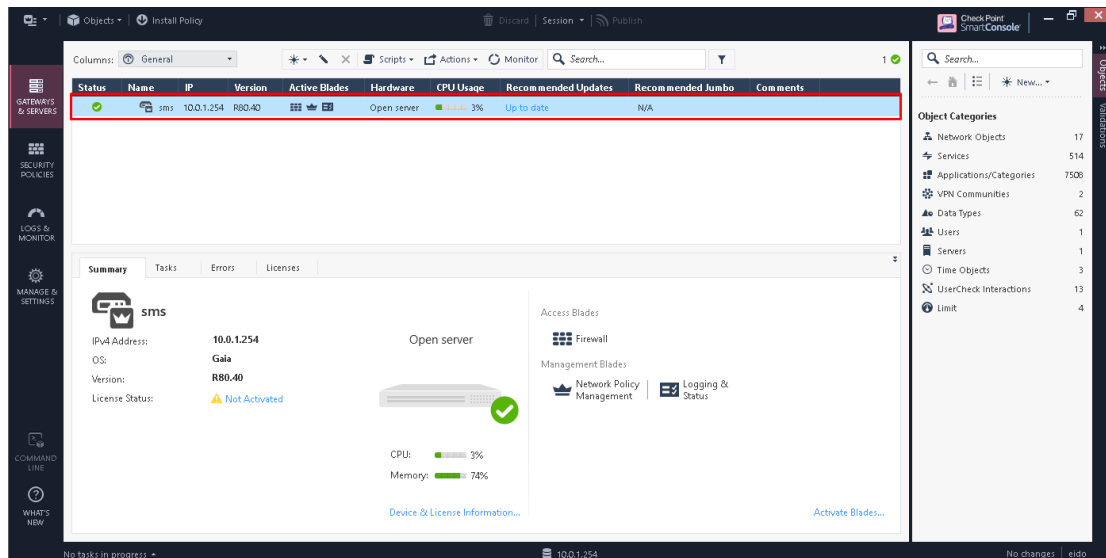 Objects
Install Policy
Discard
Session
Publish
Check Point
SmartConsole
Columns:
General
Scripts
Actions
Monitor
Search...
1
Status Name IP Version Active Blades Hardware CPU Usage Recommended Updates Recommended Jumbo Comments
sms 10.0.1.254 R80.40 Open server 3% Up to date N/A
GATEWAYS
& SERVERS
SECURITY
POLICIES
LOGS &
MONITOR
MANAGE &
SETTINGS
COMMAND
LINE
WHAT'S
NEW
Summary Tasks Errors Licenses
sms
IPv4 Address: 10.0.1.254
OS: Gaia
Version: R80.40
License Status: Not Activated
Open server
CPU: 3%
Memory: 74%
Device & License Information...
Access Blades
Firewall
Management Blades
Network Policy
Management
Logging &
Status
Activate Blades...
Search...
New...
Object Categories
Network Objects 17
Services 514
Applications/Categories 7508
VPN Communities 2
Data Types 62
Users 1
Servers 1
Time Objects 3
UserCheck Interactions 13
Limit 4
Objects
Validations
No tasks in progress
10.0.1.254
No changes
eido